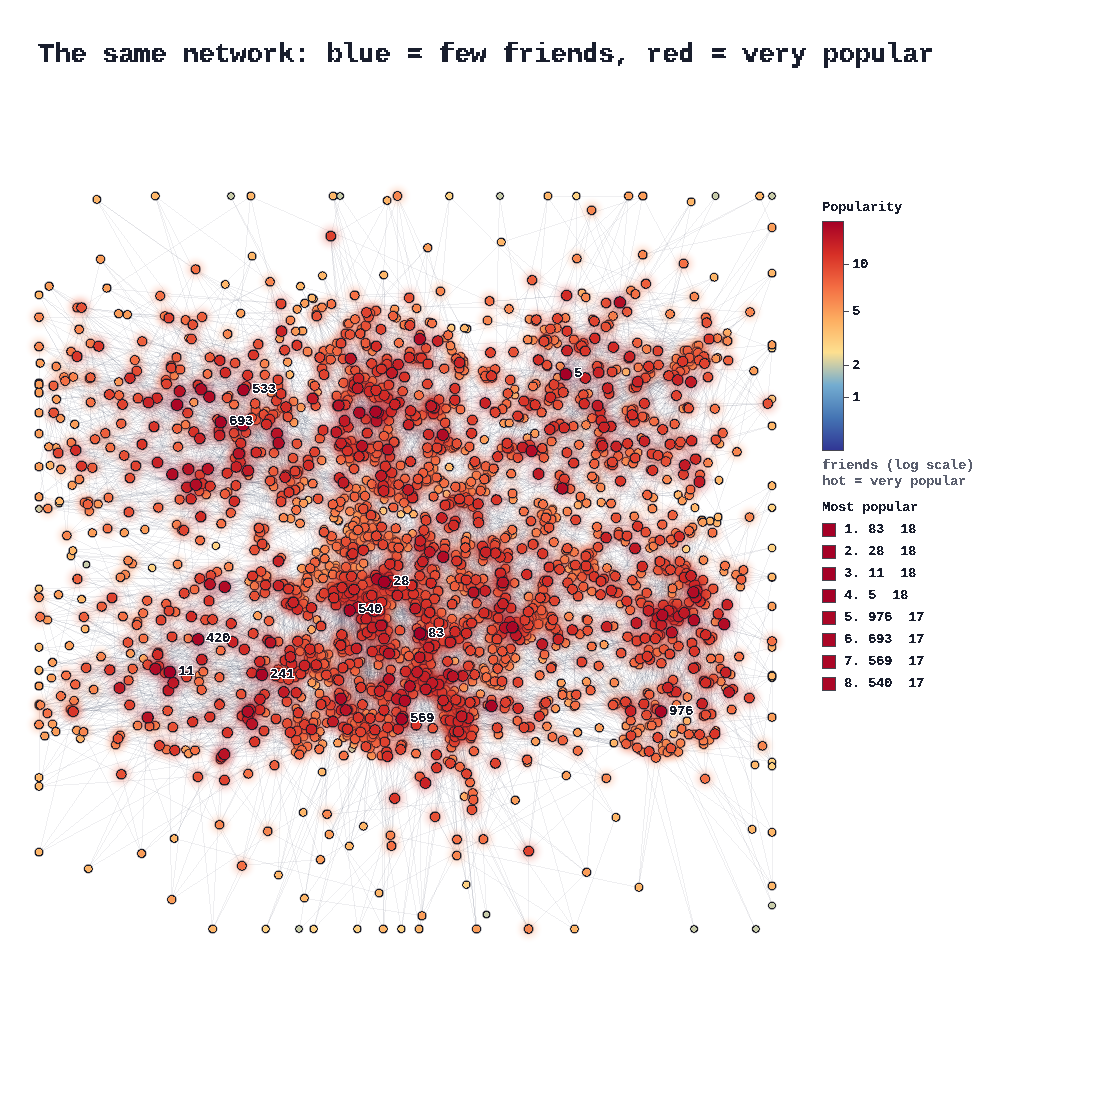 The same network: blue = few friends, red = very popular
Popularity
10
5
2
1
friends (log scale)
hot = very popular
Most popular
1. 83 18
2. 28 18
3. 11 18
4. 5 18
5. 976 17
6. 693 17
7. 569 17
8. 540 17
5
533
693
28
540
83
420
11
241
976
569